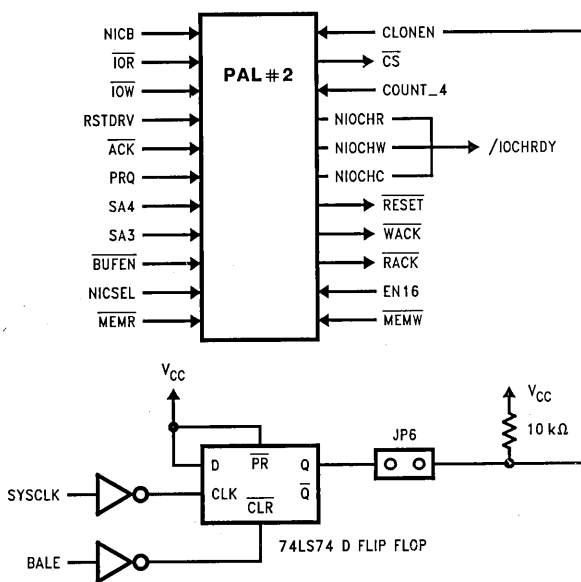 NICB CLONEN
IOR PAL#2 CS
IOW COUNT_4
RSTDRV NIOCHR
ACK NIOCHW /IOCHRDY
PRQ NIOCHC
SA4 RESET
SA3 WACK
BUFEN RACK
NICSEL EN16
MEMR MEMW
VCC VCC
10 kΩ
JP6
D PR Q
SYSCLK CLK Q
CLR
BALE 74LS74 D FLIP FLOP